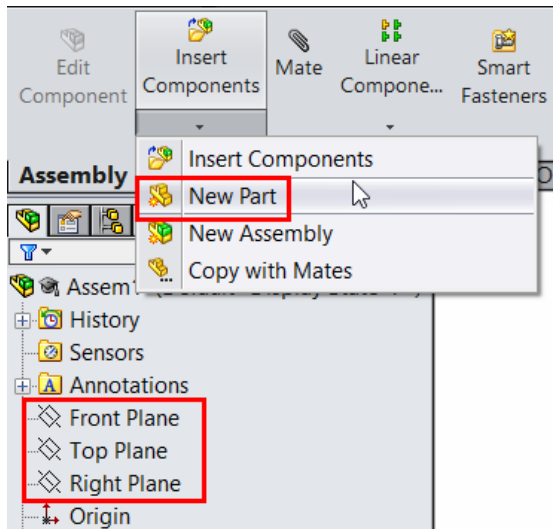 Edit
Component
Insert
Components
Mate
Linear
Compone...
Smart
Fasteners
Insert Components
New Part
New Assembly
Copy with Mates
Assembly
Assem1
History
Sensors
Annotations
Front Plane
Top Plane
Right Plane
Origin